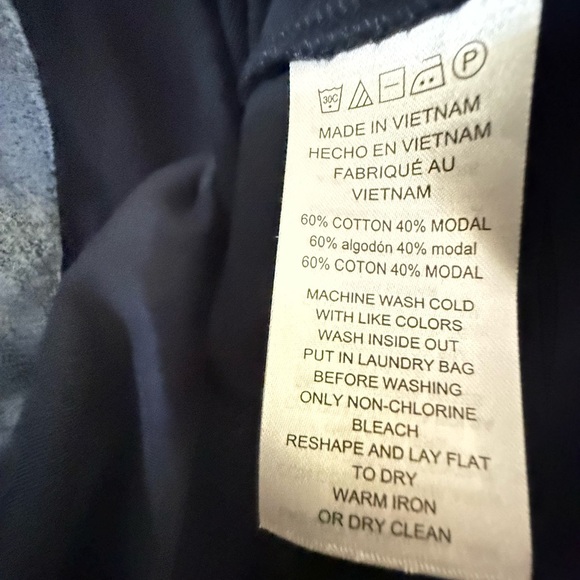 30C P
MADE IN VIETNAM
HECHO EN VIETNAM
FABRIQUÉ AU
VIETNAM
60% COTTON 40% MODAL
60% algodón 40% modal
60% COTON 40% MODAL
MACHINE WASH COLD
WITH LIKE COLORS
WASH INSIDE OUT
PUT IN LAUNDRY BAG
BEFORE WASHING
ONLY NON-CHLORINE
BLEACH
RESHAPE AND LAY FLAT
TO DRY
WARM IRON
OR DRY CLEAN